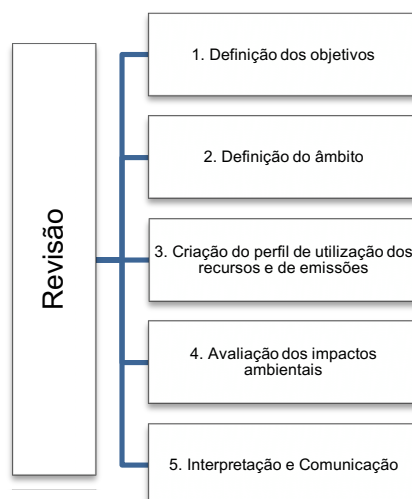 Revisão
1. Definição dos objetivos
2. Definição do âmbito
3. Criação do perfil de utilização dos
recursos e de emissões
4. Avaliação dos impactos
ambientais
5. Interpretação e Comunicação